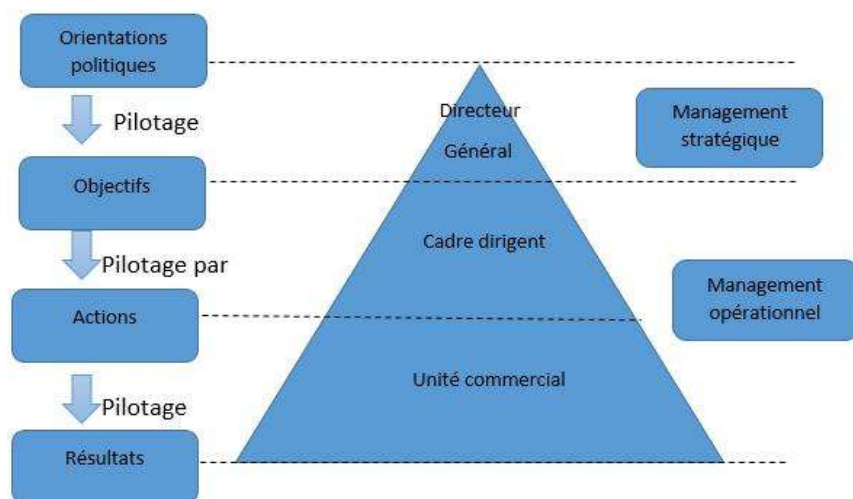 Orientations
politiques
Pilotage
Objectifs
Pilotage par
Actions
Pilotage
Résultats
Directeur
Général
Cadre dirigent
Unité commercial
Management
stratégique
Management
opérationnel